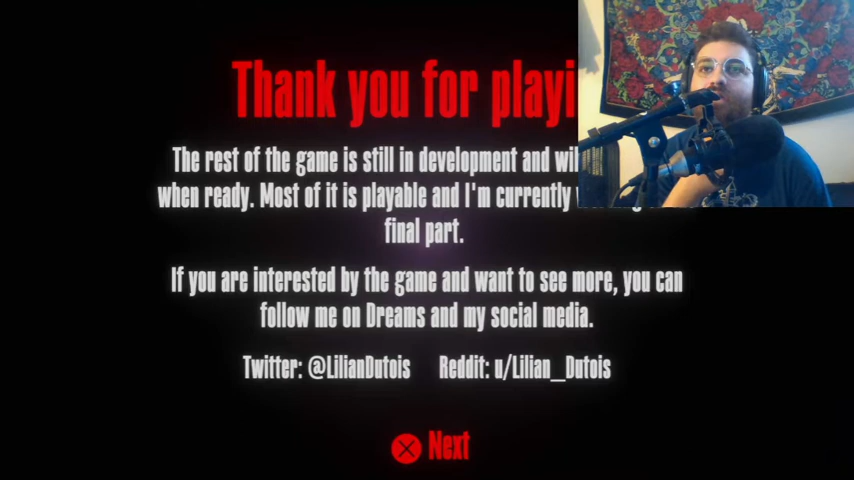 Thank you for
The rest of the game is still in development and
when ready. Most of it is playable and I'm currently
final part.
If you are interested by the game and want to see more, you can
follow me on Dreams and my social media.
Twitter: @LilianDutois Reddit: u/Lilian_Dutois
Next